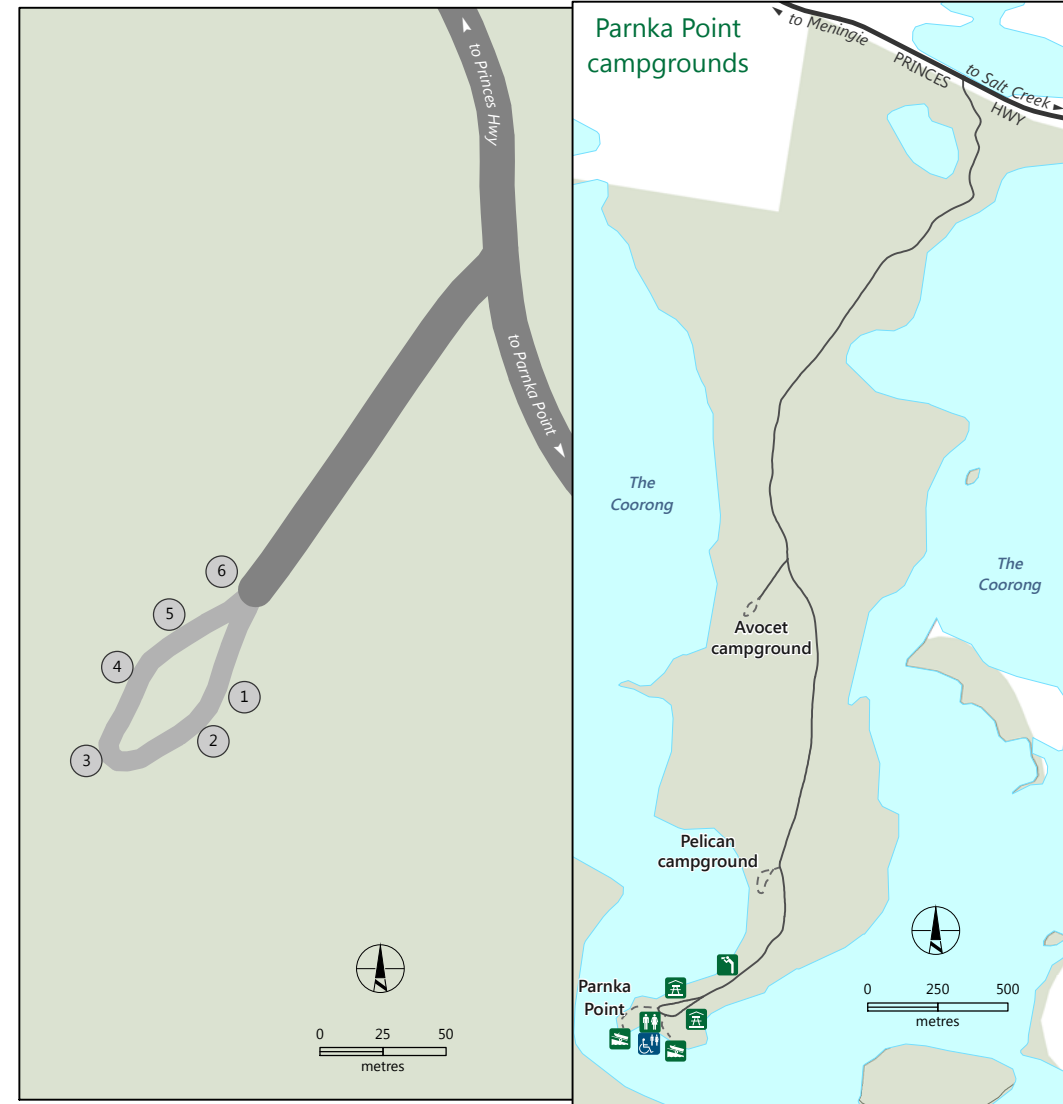 to Princes Hwy
to Parnka Point
6
5
4
1
2
3
0 25 50
metres
Parnka Point
campgrounds
to Meningie
PRINCES
HWY
to Salt Creek
The
Coorong
The
Coorong
Avocet
campground
Pelican
campground
Parnka
Point
0 250 500
metres